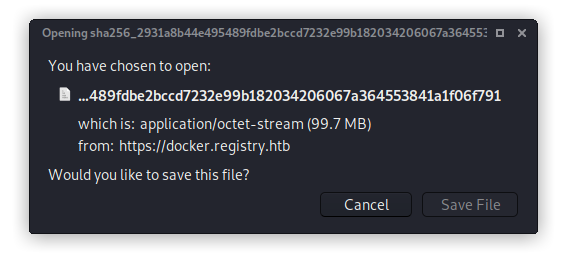 Opening sha256_2931a8b44e495489fdbe2bccd7232e99b182034206067a364553
You have chosen to open:
...489fdbe2bccd7232e99b182034206067a364553841a1f06f791
which is: application/octet-stream (99.7 MB)
from: https://docker.registry.htb
Would you like to save this file?
Cancel
Save File